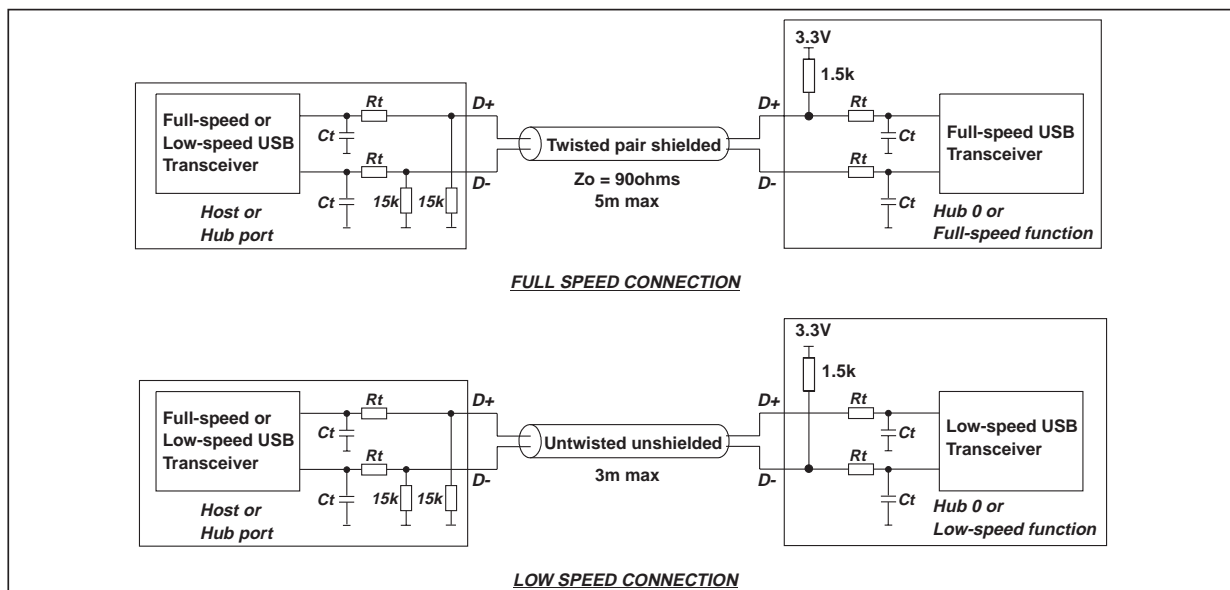 3.3V
1.5k
Rt
D+
D+
Rt
Full-speed or
Low-speed USB
Transceiver
Ct
Twisted pair shielded
Ct
Full-speed USB
Transceiver
Rt
Rt
D-
D-
Zo = 90ohms
5m max
Ct
15k
15k
Ct
Host or
Hub port
Hub 0 or
Full-speed function
FULL SPEED CONNECTION
3.3V
1.5k
Rt
D+
D+
Rt
Full-speed or
Low-speed USB
Transceiver
Ct
Untwisted unshielded
Ct
Low-speed USB
Transceiver
Rt
Rt
D-
D-
3m max
Ct
15k
15k
Ct
Host or
Hub port
Hub 0 or
Low-speed function
LOW SPEED CONNECTION